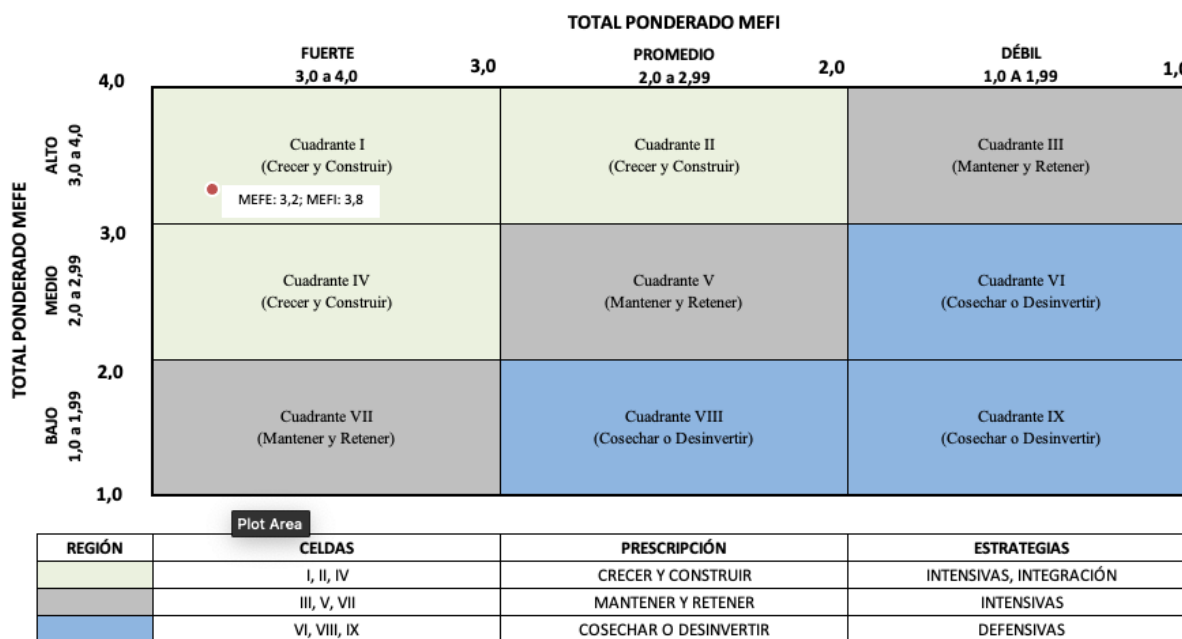 TOTAL PONDERADO MEFI
FUERTE
3,0 a 4,0
PROMEDIO
2,0 a 2,99
DÉBIL
1,0 A 1,99
4,0
3,0
2,0
1,0
TOTAL PONDERADO MEFE
ALTO
3,0 a 4,0
Cuadrante I
(Crecer y Construir)
MEFE: 3,2; MEFI: 3,8
Cuadrante II
(Crecer y Construir)
Cuadrante III
(Mantener y Retener)
3,0
MEDIO
2,0 a 2,99
Cuadrante IV
(Crecer y Construir)
Cuadrante V
(Mantener y Retener)
Cuadrante VI
(Cosechar o Desinvertir)
2,0
BAJO
1,0 a 1,99
Cuadrante VII
(Mantener y Retener)
Cuadrante VIII
(Cosechar o Desinvertir)
Cuadrante IX
(Cosechar o Desinvertir)
1,0
Plot Area
REGIÓN CELDAS PRESCRIPCIÓN ESTRATEGIAS
I, II, IV CRECER Y CONSTRUIR INTENSIVAS, INTEGRACIÓN
III, V, VII MANTENER Y RETENER INTENSIVAS
VI, VIII, IX COSECHAR O DESINVERTIR DEFENSIVAS